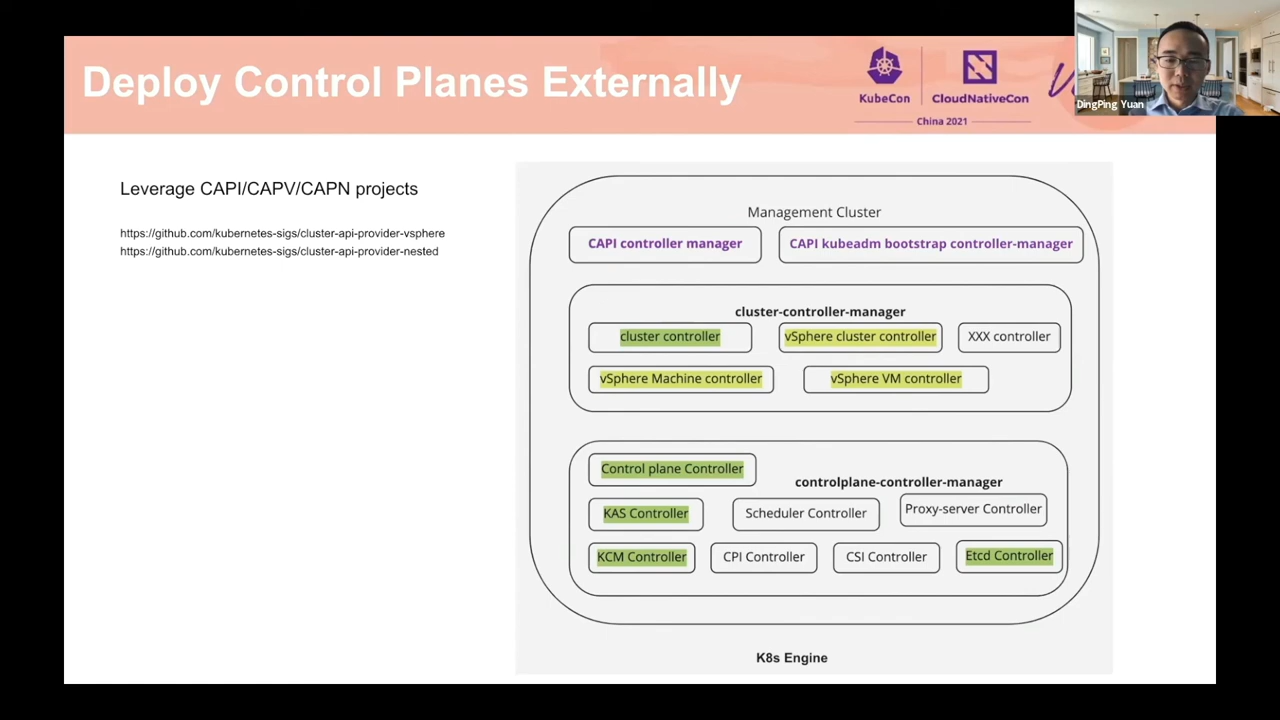 Deploy Control Planes Externally
KubeCon
CloudNativeCon
China 2021
DingPing Yuan
Leverage CAPI/CAPV/CAPN projects
https://github.com/kubernetes-sigs/cluster-api-provider-vsphere
https://github.com/kubernetes-sigs/cluster-api-provider-nested
Management Cluster
CAPI controller manager
CAPI kubeadm bootstrap controller-manager
cluster-controller-manager
cluster controller
vSphere cluster controller
XXX controller
vSphere Machine controller
vSphere VM controller
Control plane Controller
controlplane-controller-manager
KAS Controller
Scheduler Controller
Proxy-server Controller
KCM Controller
CPI Controller
CSI Controller
Etcd Controller
K8s Engine